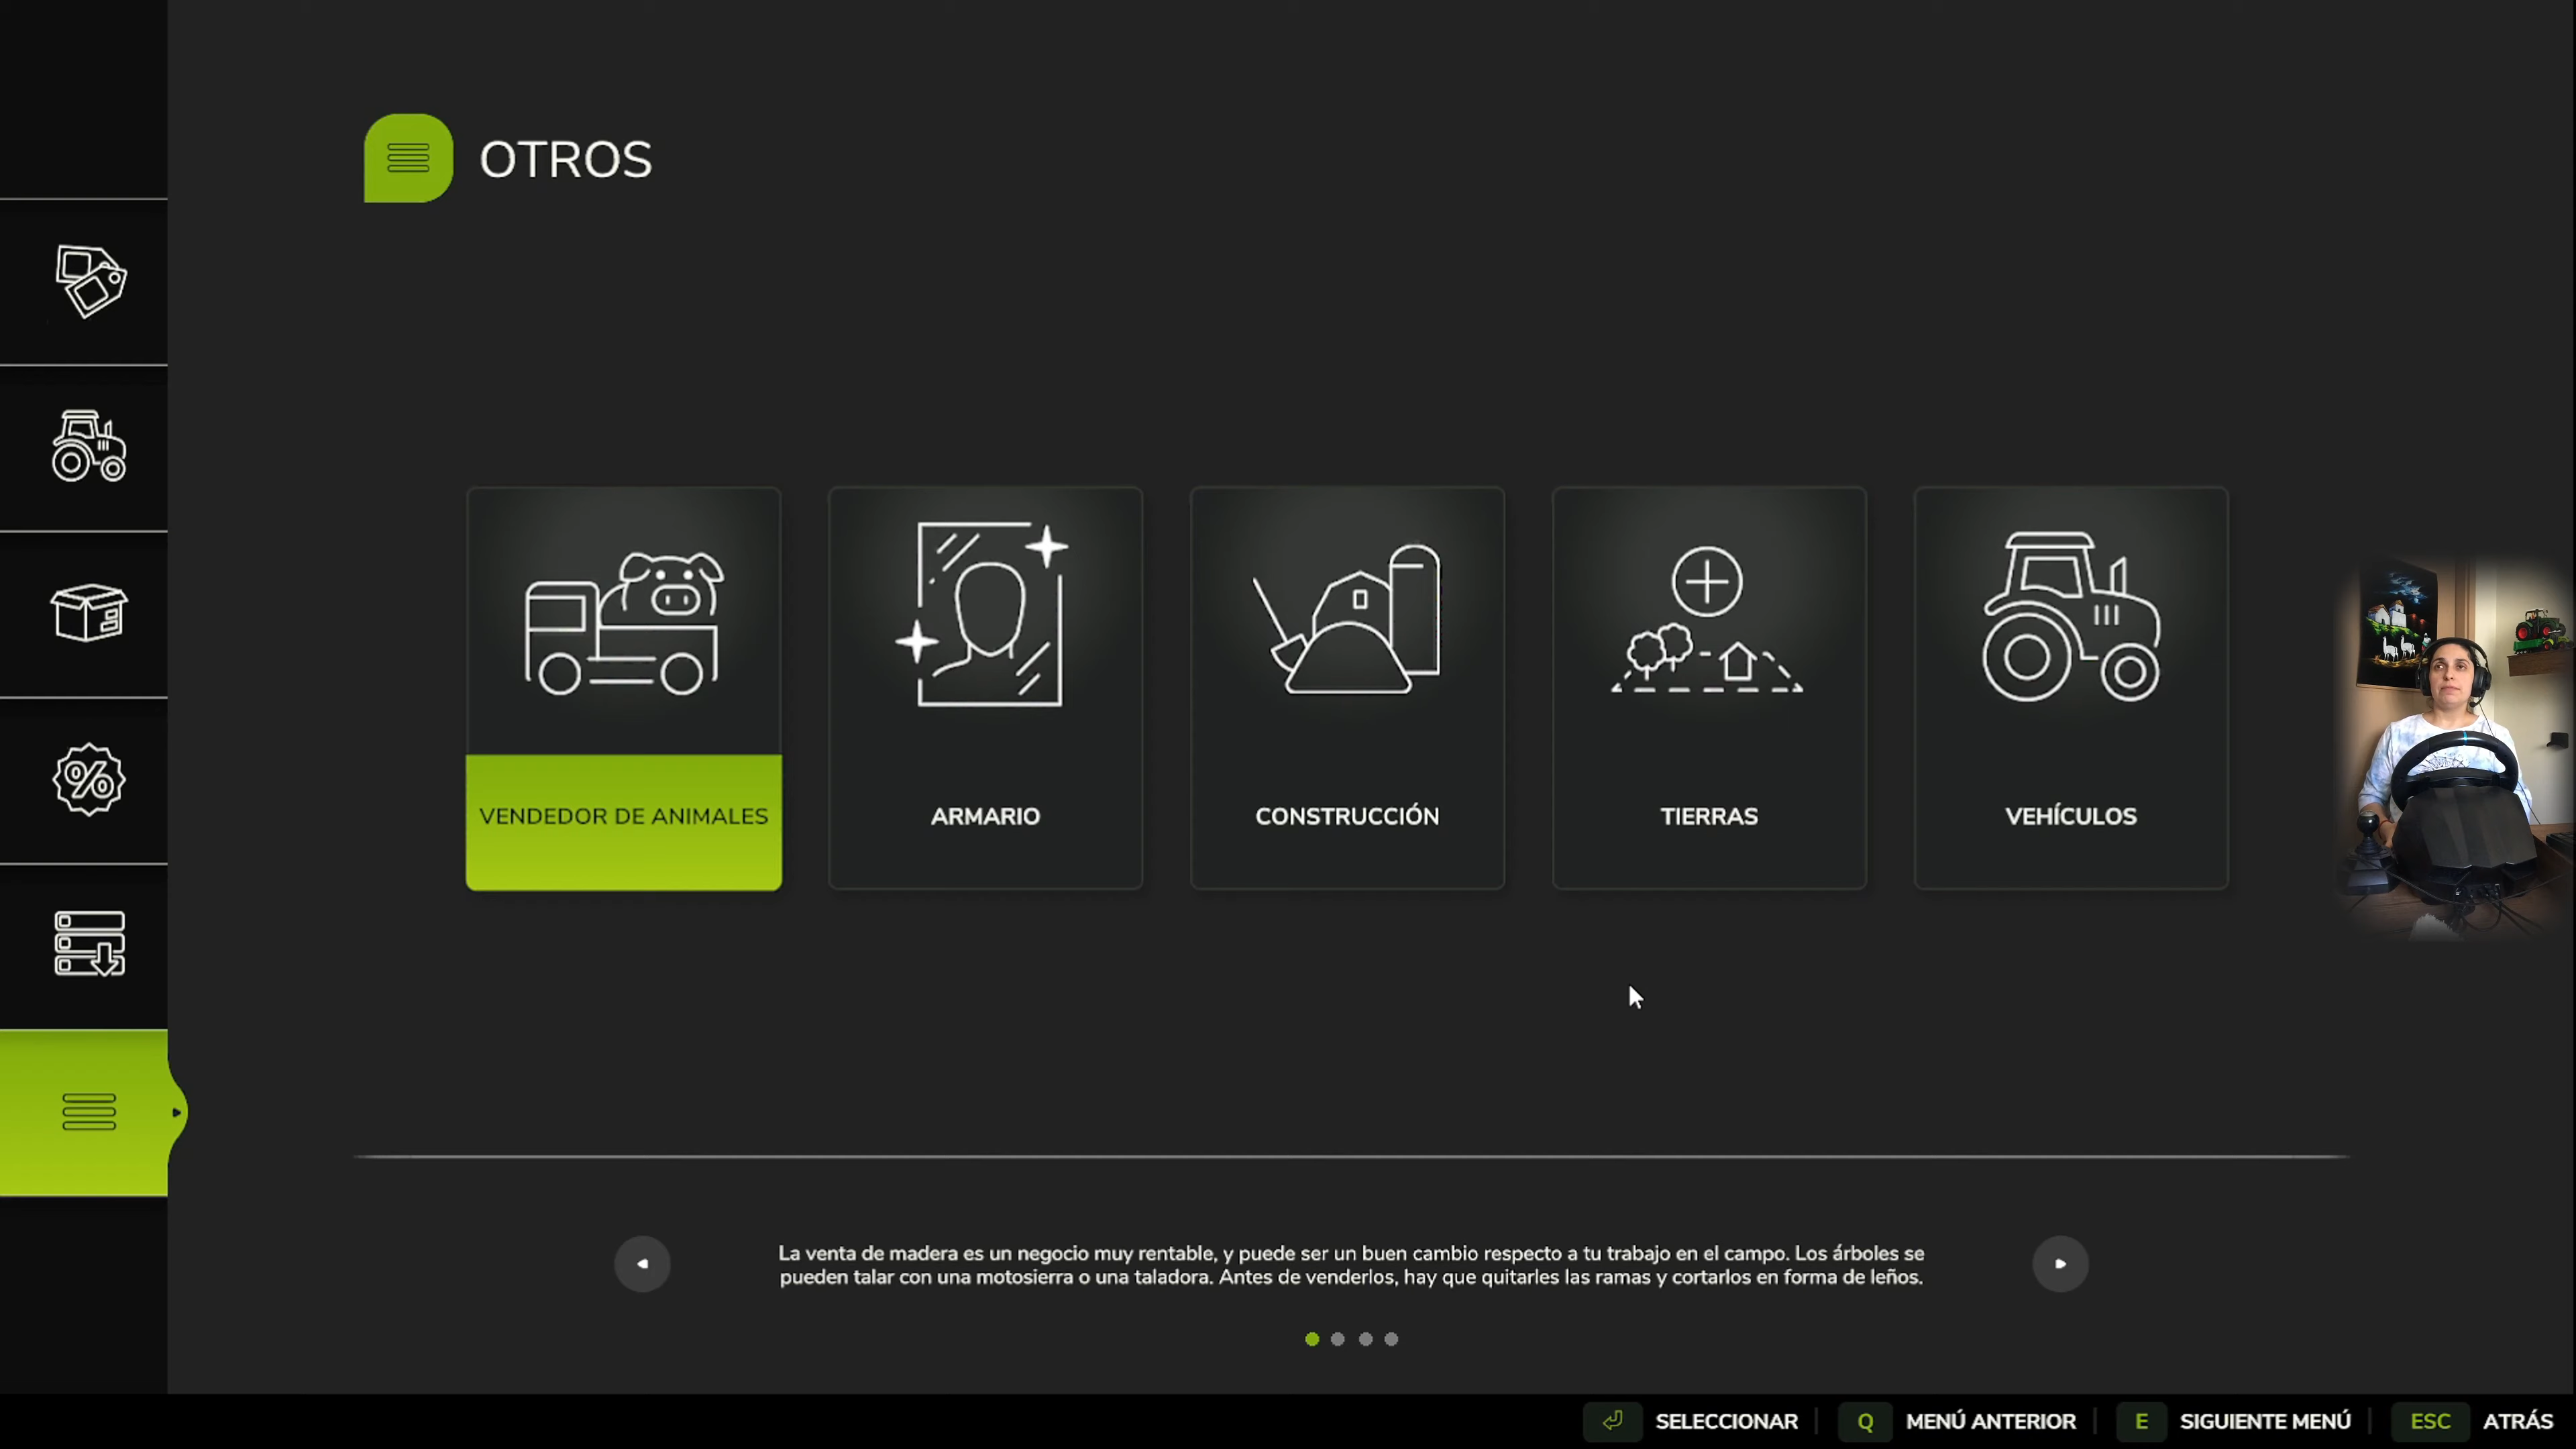 OTROS
VENDEDOR DE ANIMALES
ARMARIO
CONSTRUCCIÓN
TIERRAS
VEHÍCULOS
La venta de madera es un negocio muy rentable, y puede ser un buen cambio respecto a tu trabajo en el campo. Los árboles se
pueden talar con una motosierra o una taladora. Antes de venderlos, hay que quitarles las ramas y cortarlos en forma de leños.
SELECCIONAR
Q MENÚ ANTERIOR
E SIGUIENTE MENÚ
ESC ATRÁS